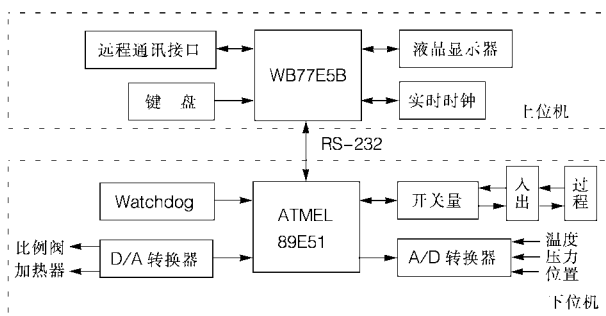 远程通讯接口
WB77E5B
液晶显示器
键 盘
实时时钟
上位机
RS-232
Watchdog
ATMEL
89E51
开关量
入
出
过
程
比例阀
加热器
D/A 转换器
A/D 转换器
温度
压力
位置
下位机